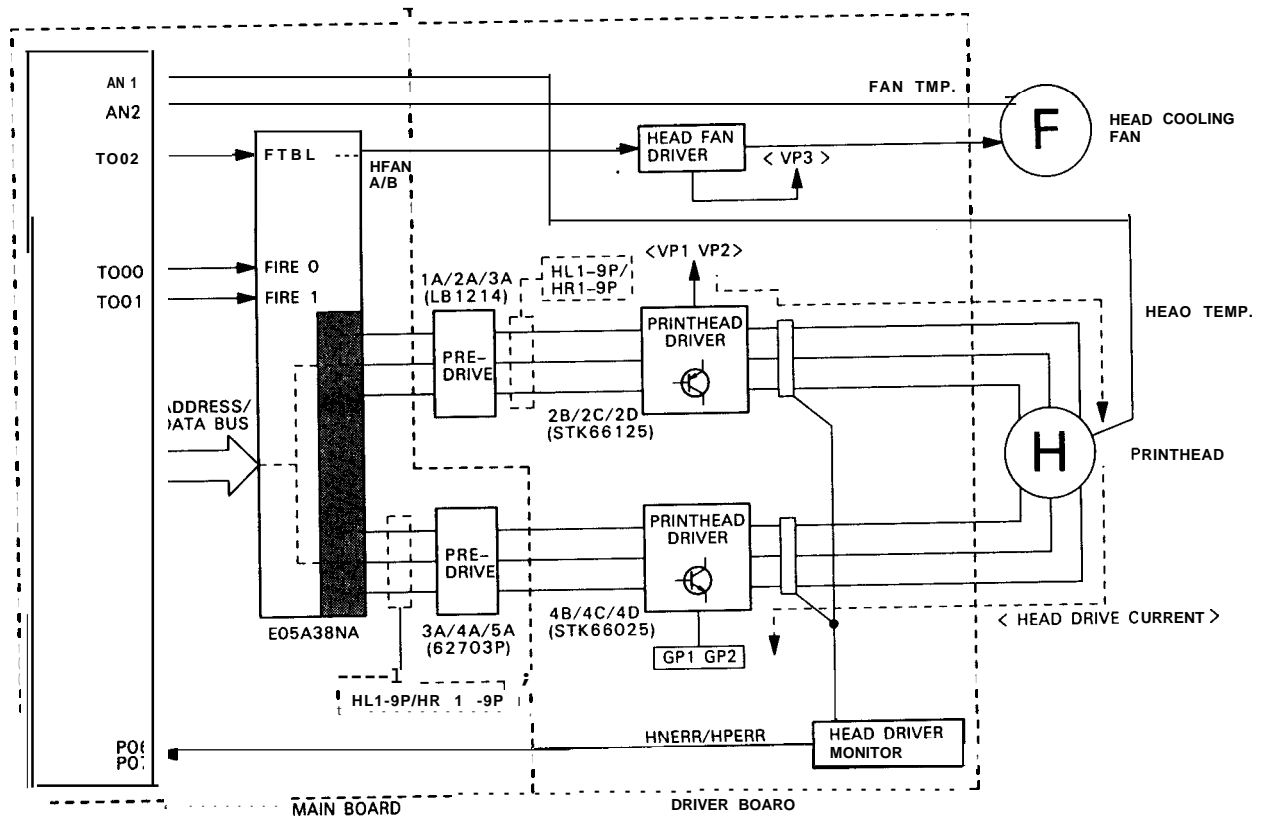 AN 1
AN2
TO02
TO00
TO01
FTBL
HFAN
A/B
FIRE 0
FIRE 1
ADDRESS/
DATA BUS
E05A38NA
1A/2A/3A
(LB1214)
PRE-
DRIVE
HL1-9P/
HR1-9P
HEAD FAN
DRIVER
< VP3 >
FAN TMP.
F
HEAD COOLING
FAN
<VP1 VP2>
PRINTHEAD
DRIVER
2B/2C/2D
(STK66125)
HEAO TEMP.
H
PRINTHEAD
PRE-
DRIVE
3A/4A/5A
(62703P)
HL1-9P/HR 1 -9P
PRINTHEAD
DRIVER
4B/4C/4D
(STK66025)
GP1 GP2
< HEAD DRIVE CURRENT >
HNERR/HPERR
HEAD DRIVER
MONITOR
MAIN BOARD
DRIVER BOARO